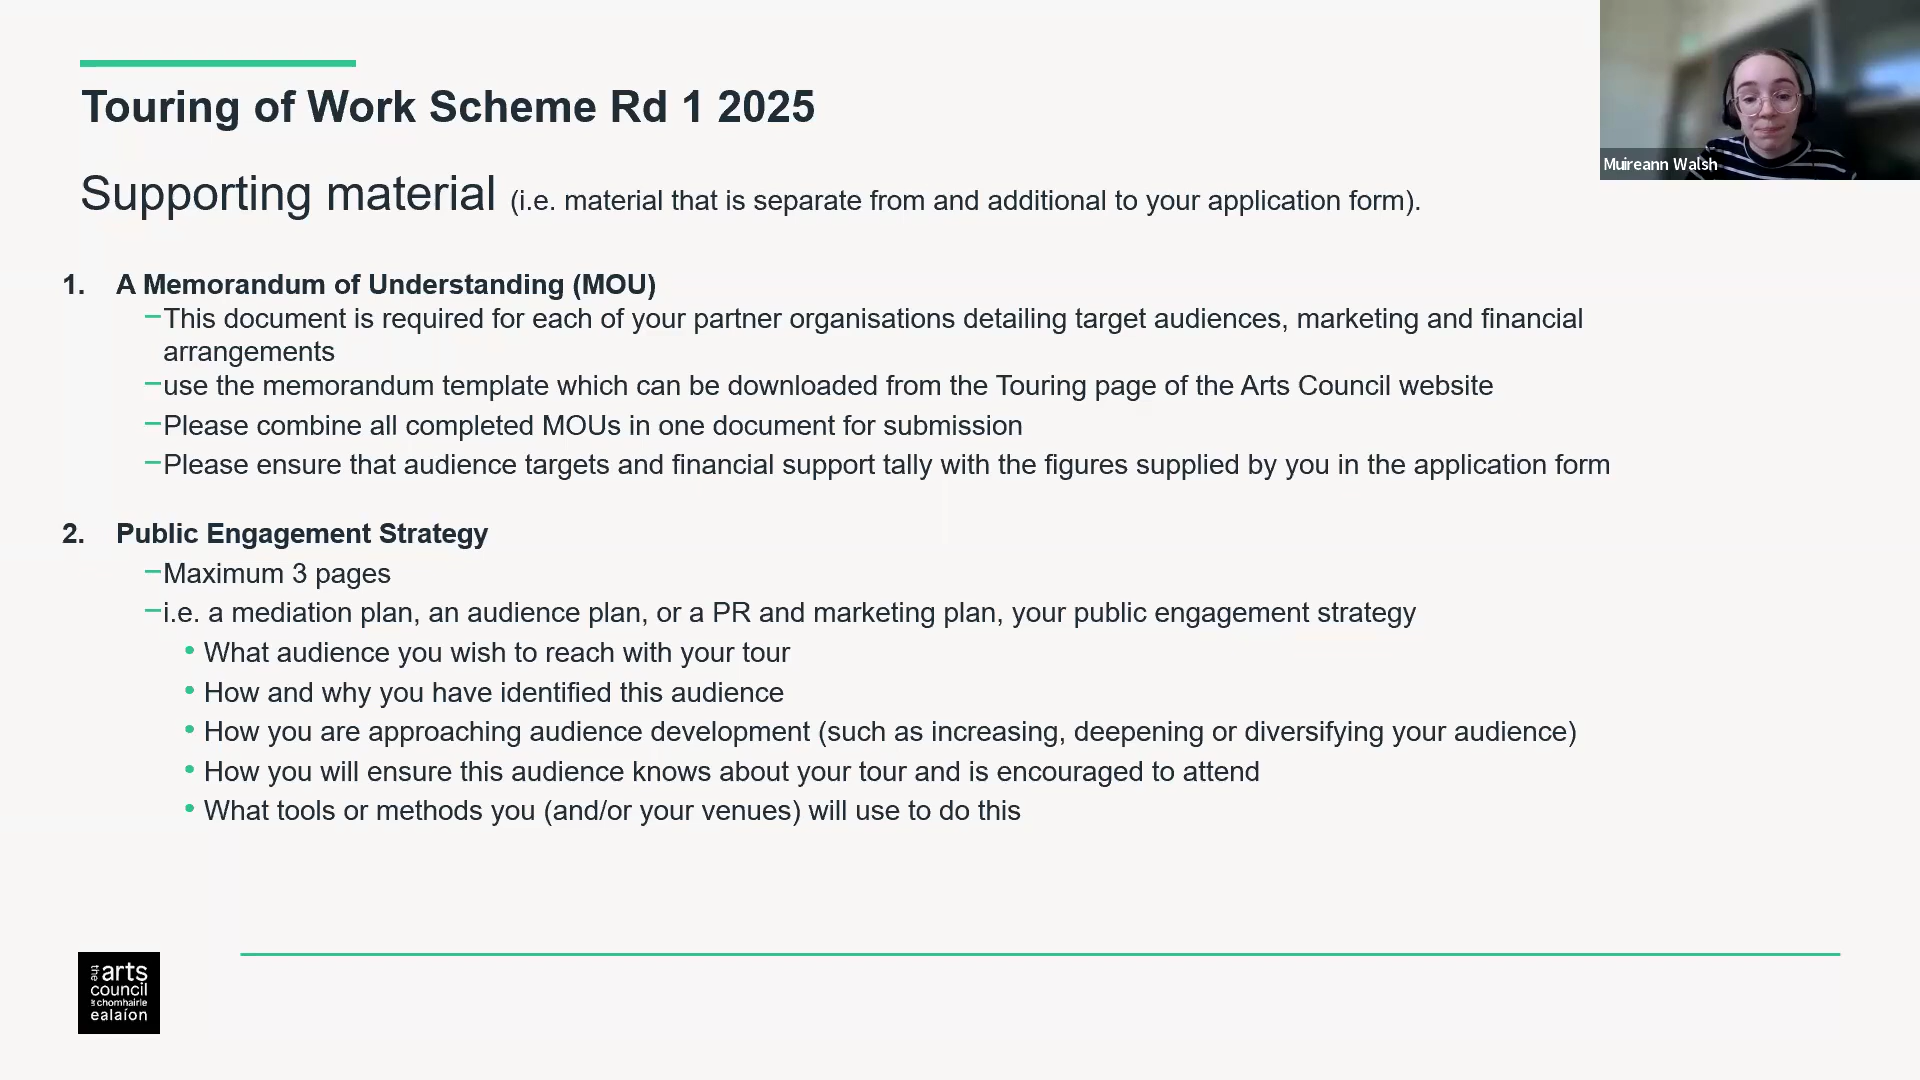 Touring of Work Scheme Rd 1 2025
Muireann Walsh
Supporting material (i.e. material that is separate from and additional to your application form).
1. A Memorandum of Understanding (MOU)
–This document is required for each of your partner organisations detailing target audiences, marketing and financial
arrangements
–use the memorandum template which can be downloaded from the Touring page of the Arts Council website
–Please combine all completed MOUs in one document for submission
–Please ensure that audience targets and financial support tally with the figures supplied by you in the application form
2. Public Engagement Strategy
–Maximum 3 pages
–i.e. a mediation plan, an audience plan, or a PR and marketing plan, your public engagement strategy
• What audience you wish to reach with your tour
• How and why you have identified this audience
• How you are approaching audience development (such as increasing, deepening or diversifying your audience)
• How you will ensure this audience knows about your tour and is encouraged to attend
• What tools or methods you (and/or your venues) will use to do this
the arts
council
chomhairle
ealaíon